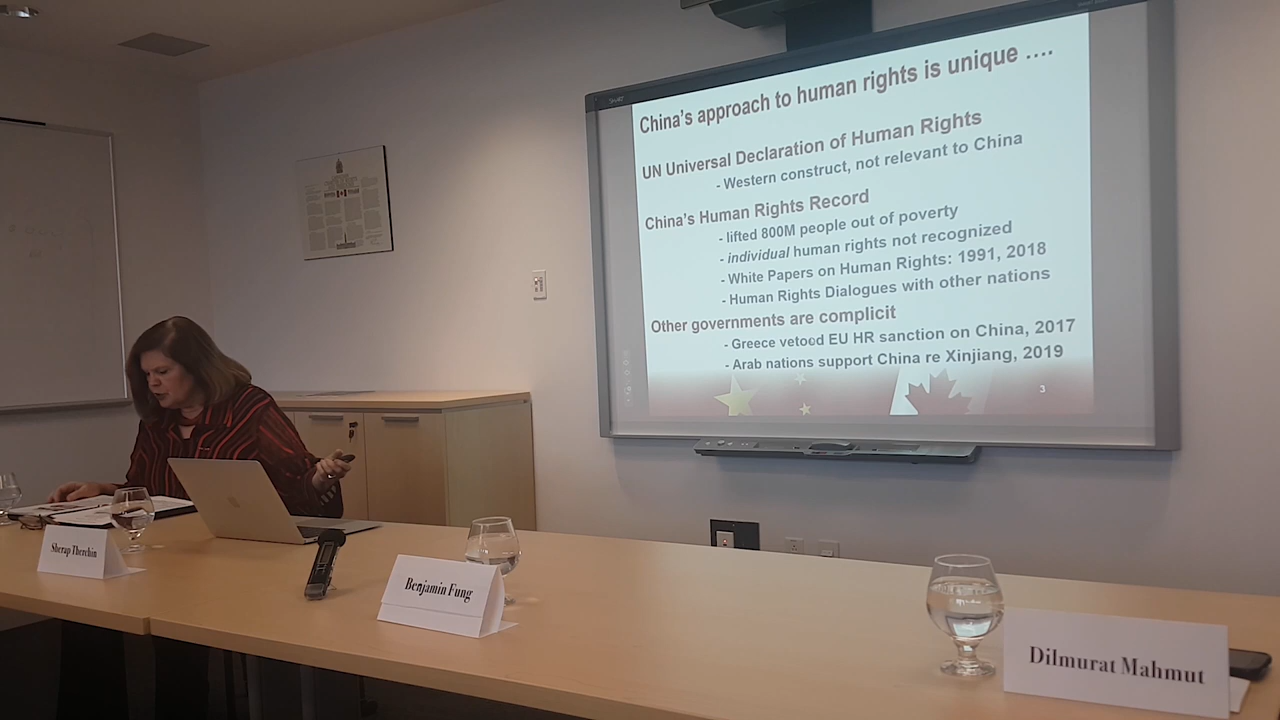 SMART
China's approach to human rights is unique ....
UN Universal Declaration of Human Rights
- Western construct, not relevant to China
China's Human Rights Record
- lifted 800M people out of poverty
- individual human rights not recognized
- White Papers on Human Rights: 1991, 2018
- Human Rights Dialogues with other nations
Other governments are complicit
- Greece vetoed EU HR sanction on China, 2017
- Arab nations support China re Xinjiang, 2019
3
Sherap Therchin
Benjamin Fung
Dilmurat Mahmut